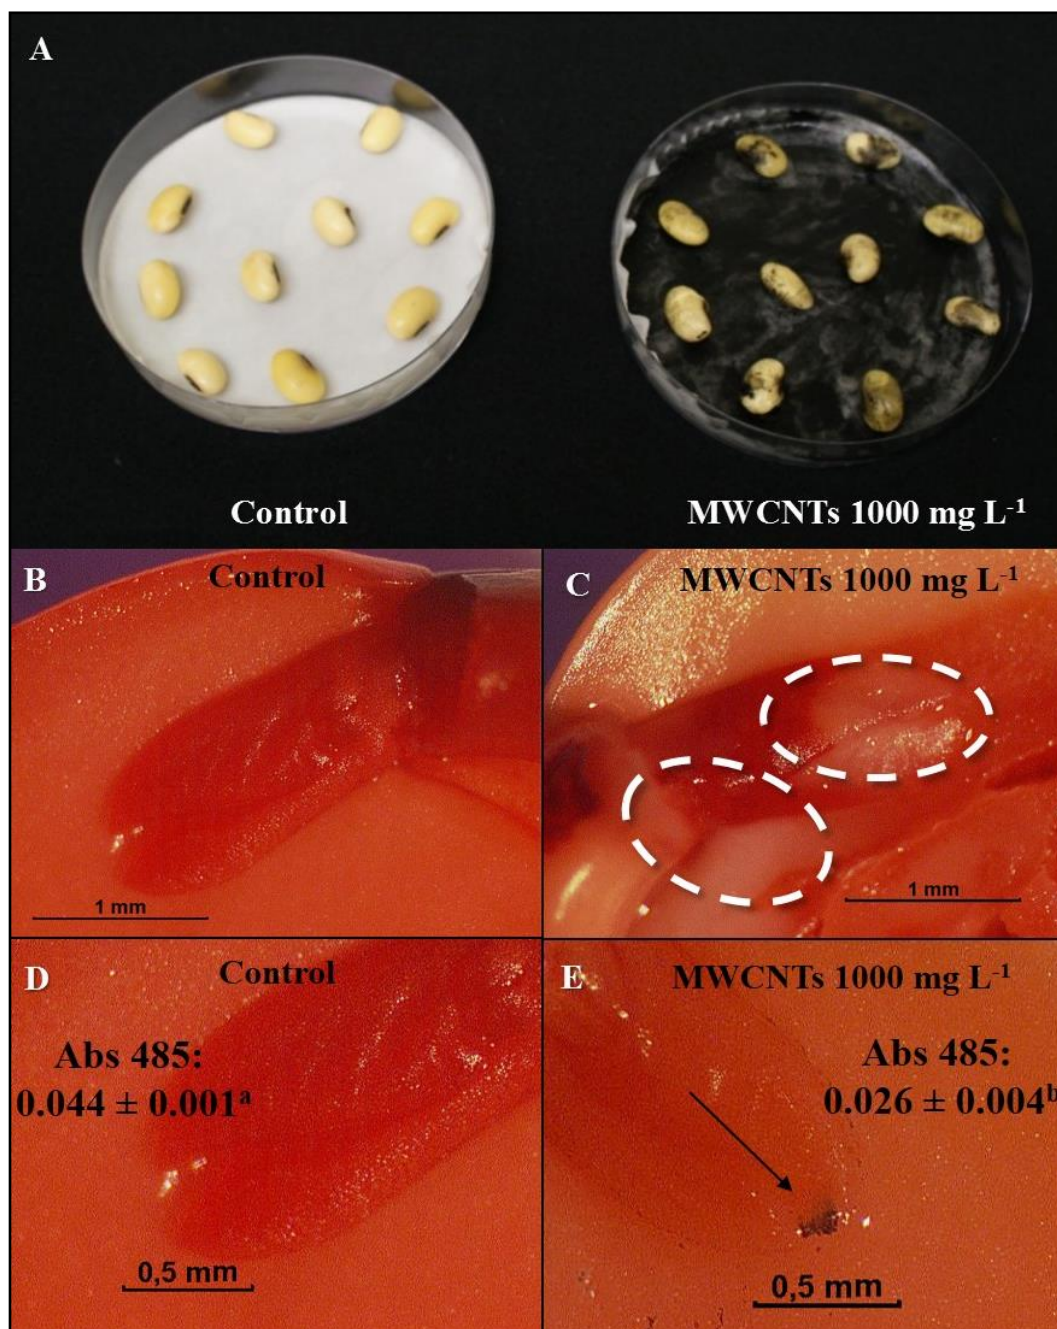 A
Control
MWCNTs 1000 mg L⁻¹
B
Control
1 mm
C
MWCNTs 1000 mg L⁻¹
1 mm
D
Control
Abs 485:
0.044 ± 0.001ᵃ
0,5 mm
E
MWCNTs 1000 mg L⁻¹
Abs 485:
0.026 ± 0.004ᵇ
0,5 mm